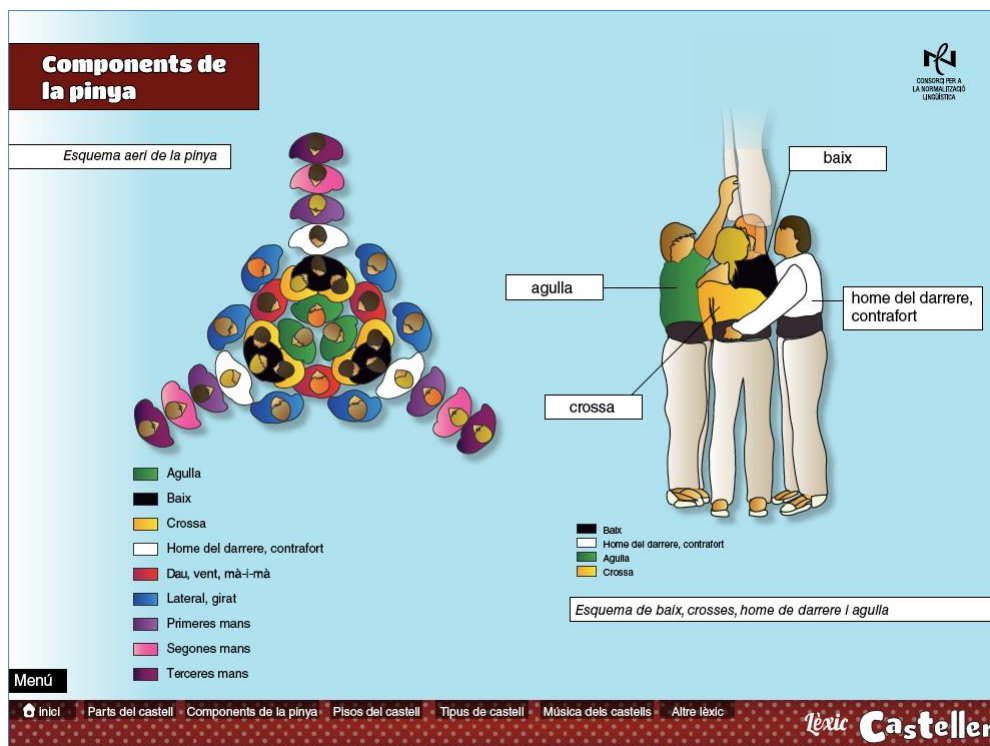 Components de
la pinya
CONSORCI PER A
LA NORMALITZACIÓ
LINGÜÍSTICA
Esquema aeri de la pinya
baix
agulla
home del darrere,
contrafort
crossa
Agulla
Baix
Crossa
Home del darrere, contrafort
Dau, vent, mà-i-mà
Lateral, girat
Primeres mans
Segones mans
Terceres mans
Baix
Home del darrere, contrafort
Agulla
Crossa
Esquema de baix, crosses, home de darrere i agulla
Menú
inici Parts del castell Components de la pinya Pisos del castell Tipus de castell Música dels castells Altre lèxic
Lèxic Casteller